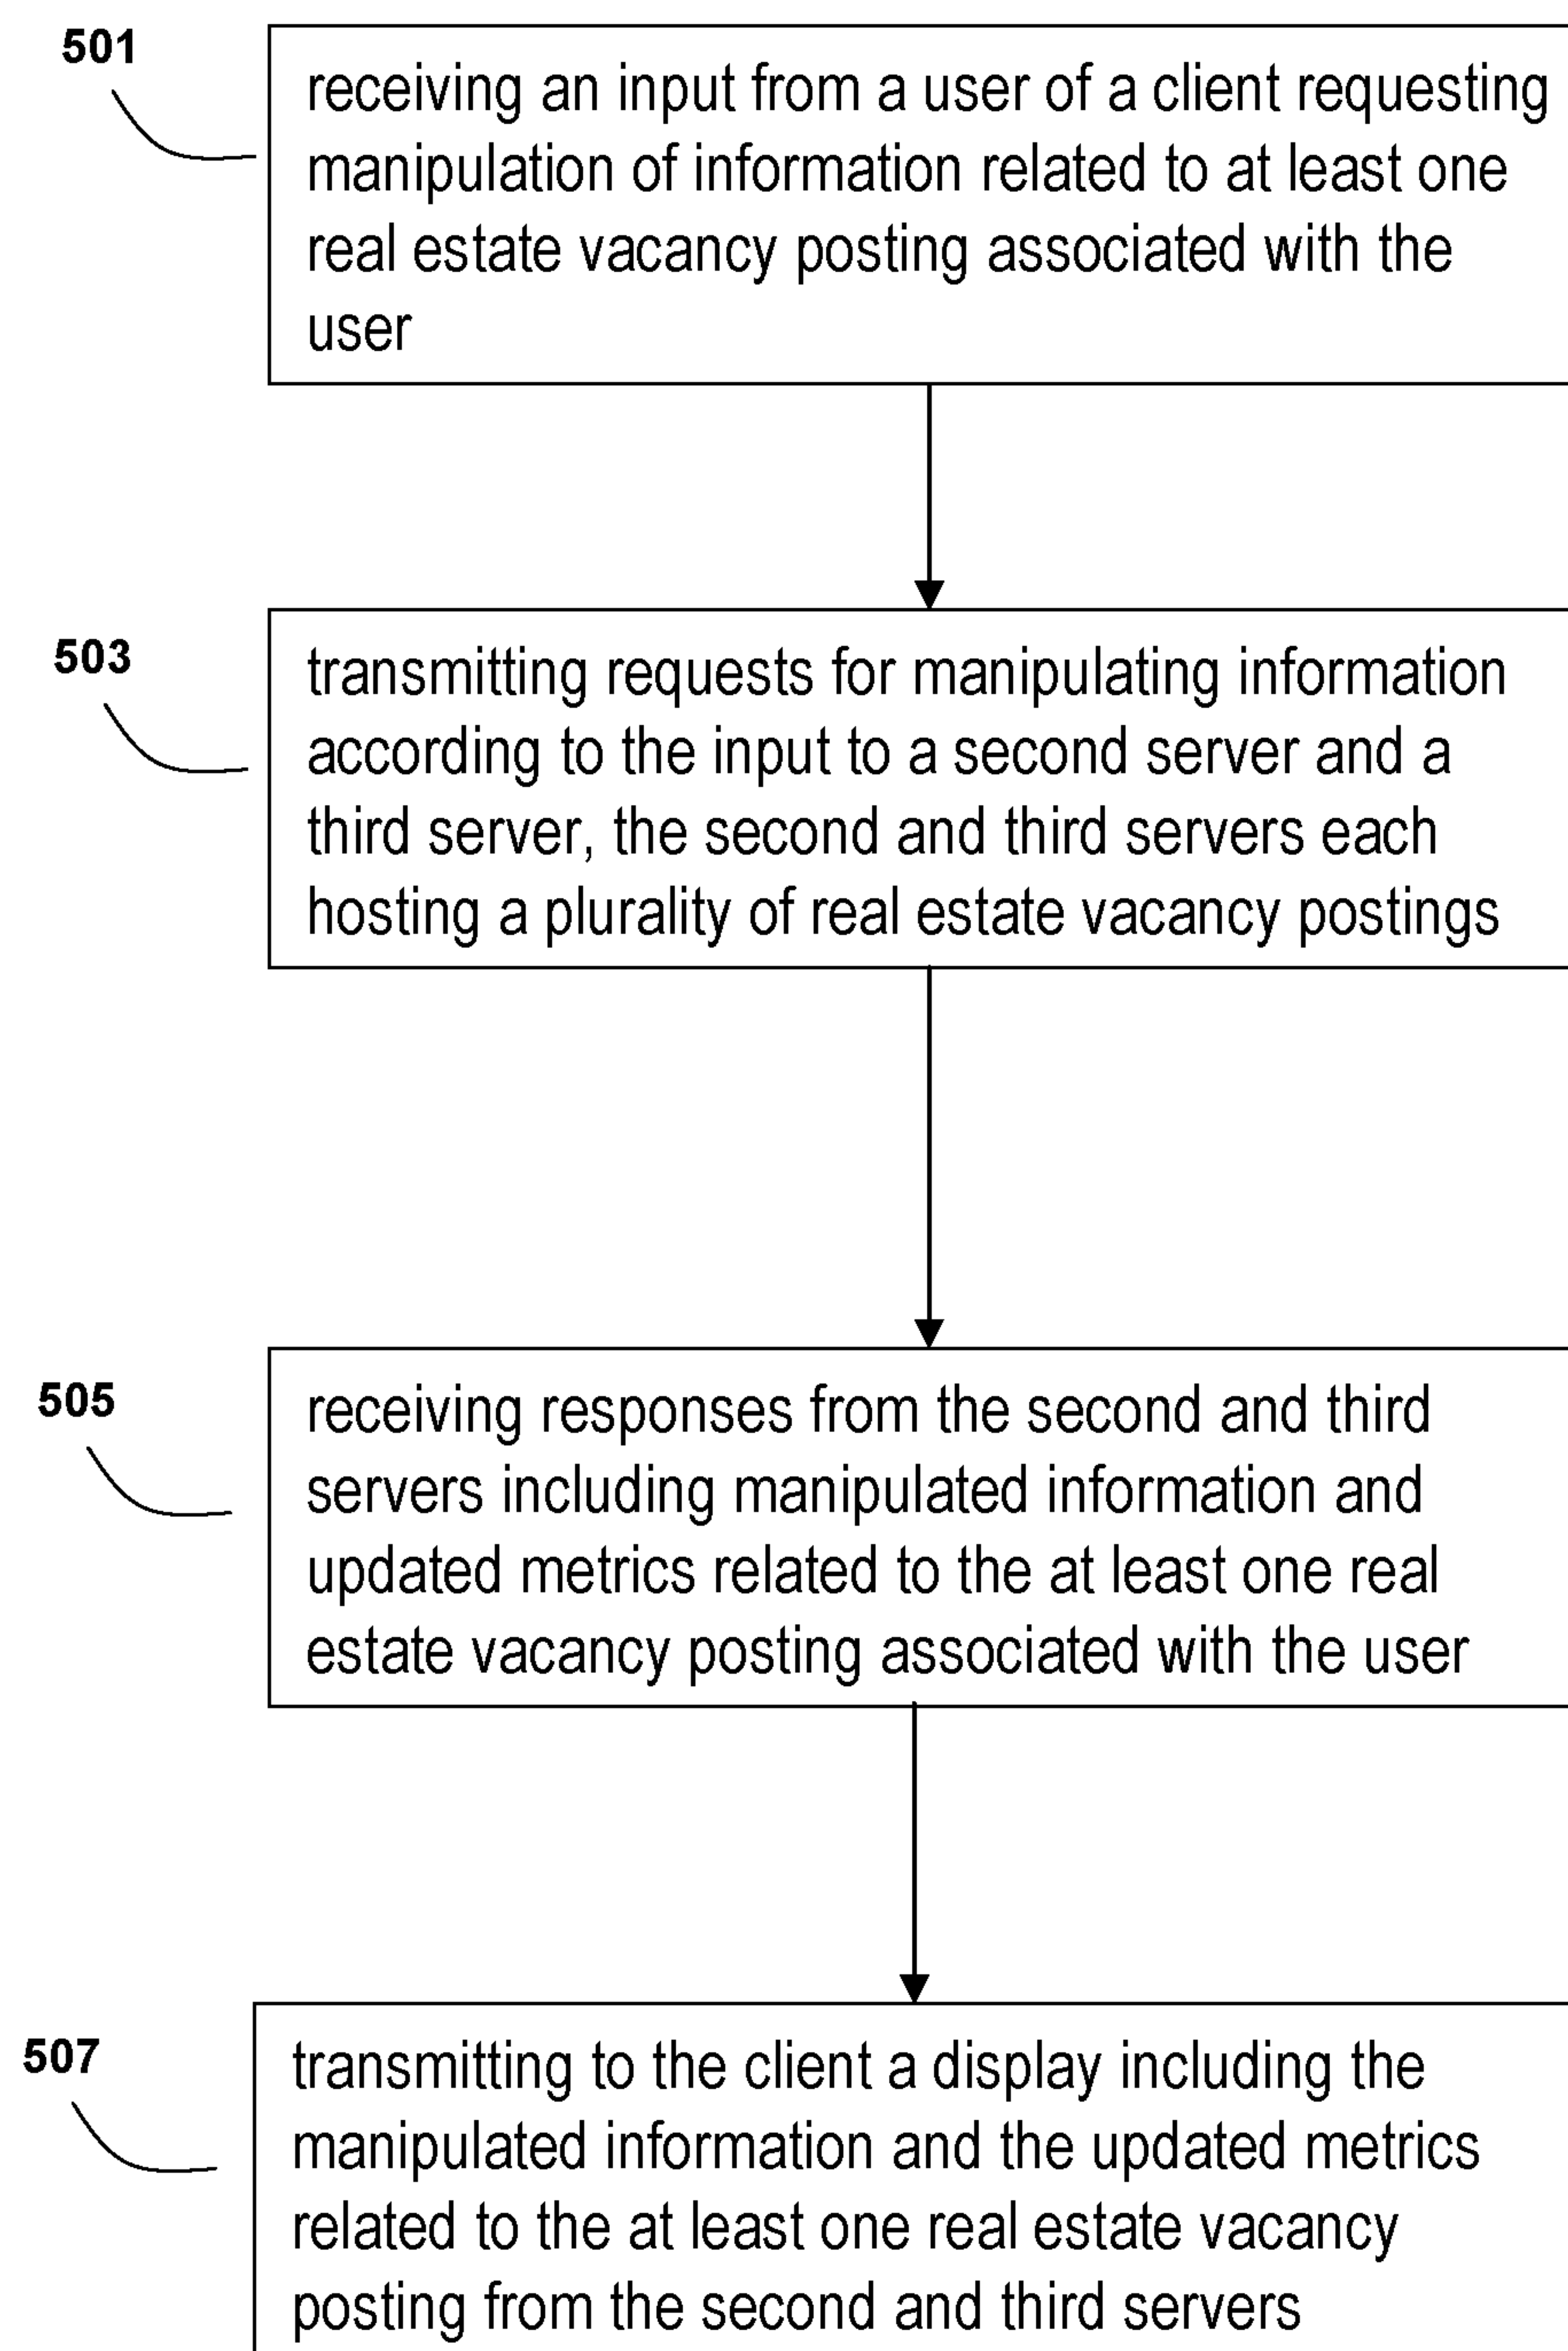 501
receiving an input from a user of a client requesting
manipulation of information related to at least one
real estate vacancy posting associated with the
user
503
transmitting requests for manipulating information
according to the input to a second server and a
third server, the second and third servers each
hosting a plurality of real estate vacancy postings
505
receiving responses from the second and third
servers including manipulated information and
updated metrics related to the at least one real
estate vacancy posting associated with the user
507
transmitting to the client a display including the
manipulated information and the updated metrics
related to the at least one real estate vacancy
posting from the second and third servers